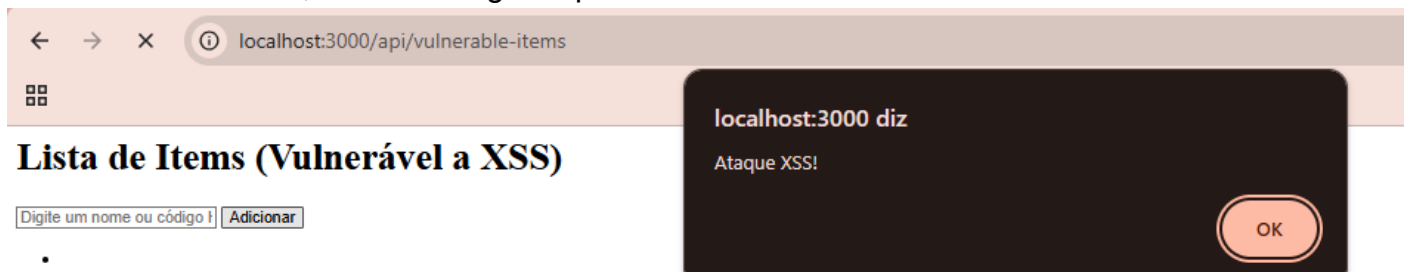 localhost:3000/api/vulnerable-items
localhost:3000 diz
Ataque XSS!
OK
Lista de Items (Vulnerável a XSS)
Digite um nome ou código Adicionar